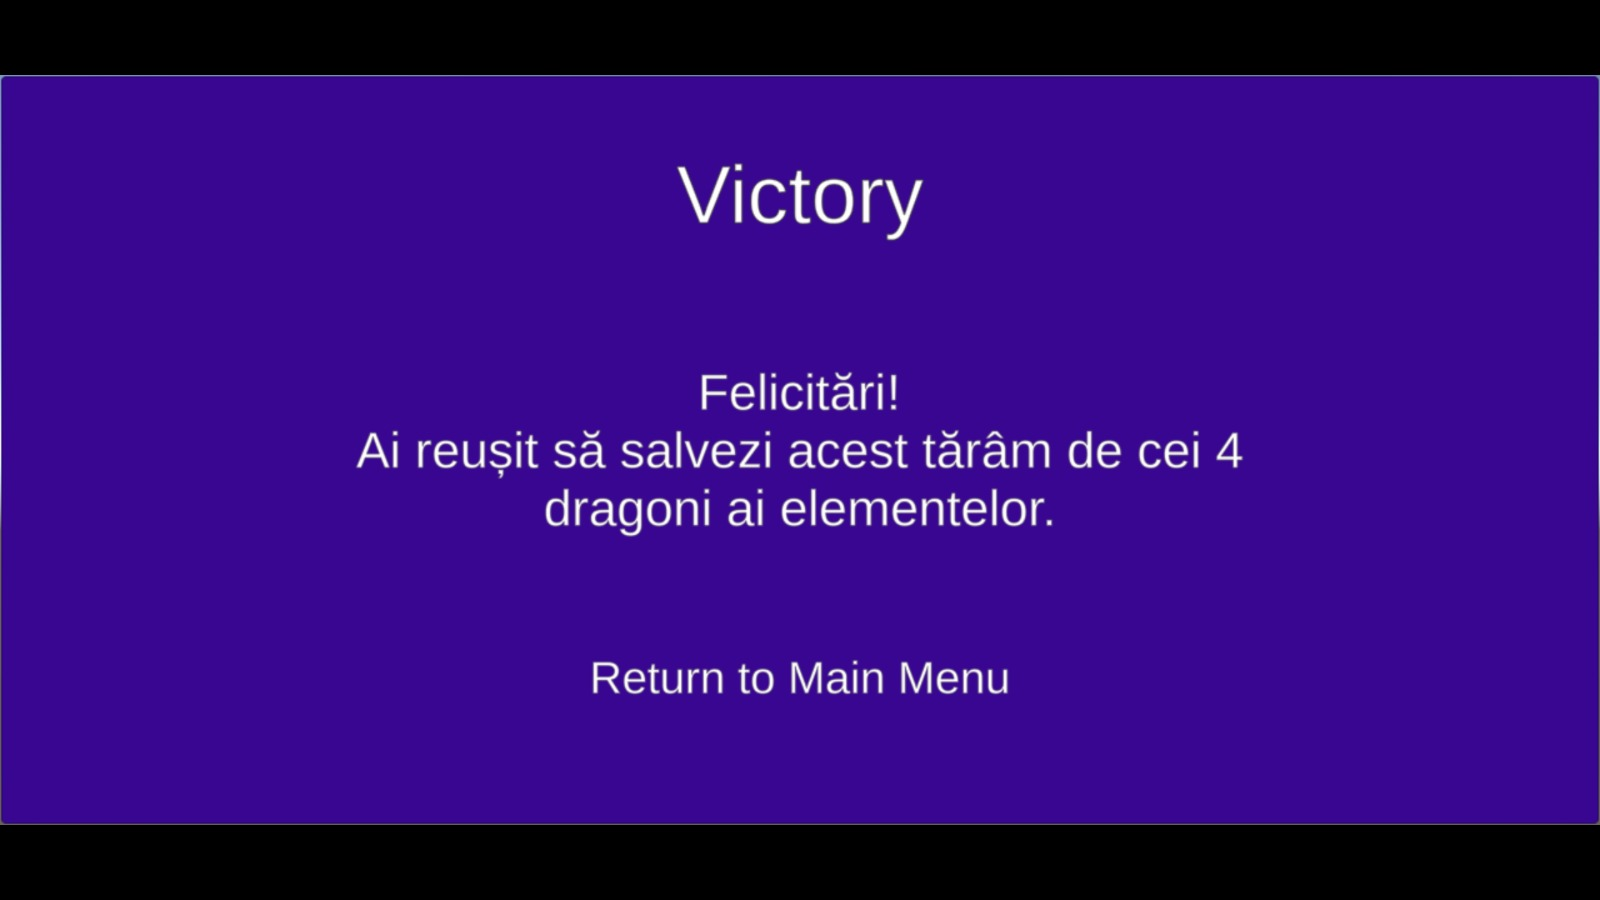 Victory
Felicitări!
Ai reușit să salvezi acest tărâm de cei 4
dragoni ai elementelor.
Return to Main Menu